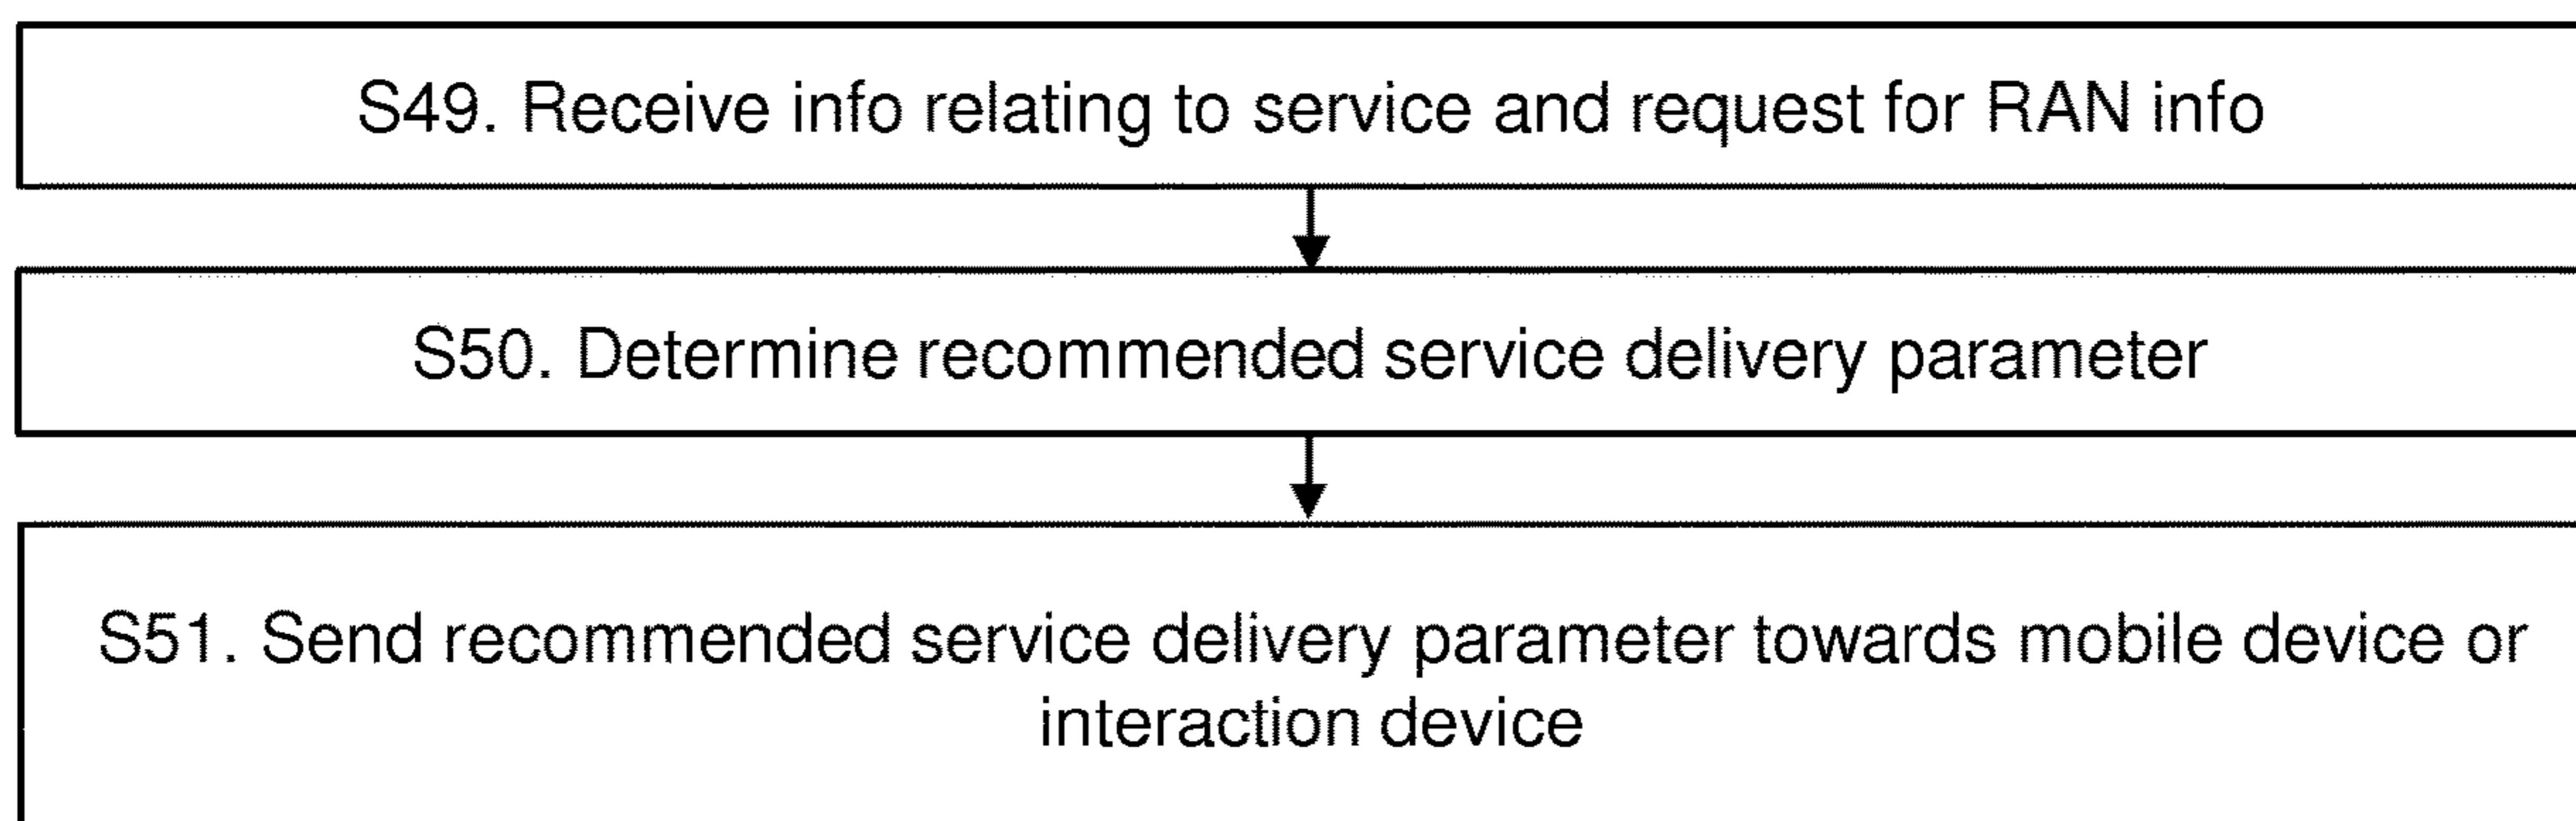 S49. Receive info relating to service and request for RAN info
S50. Determine recommended service delivery parameter
S51. Send recommended service delivery parameter towards mobile device or
interaction device